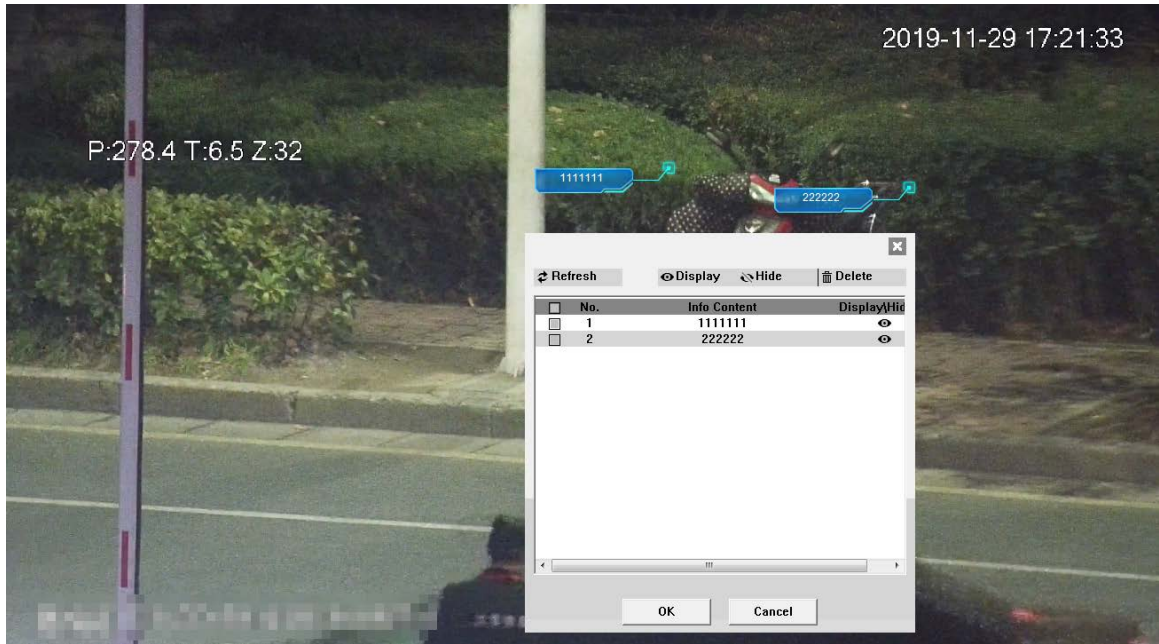 2019-11-29 17:21:33
P:278.4 T:6.5 Z:32
1111111
222222
Refresh Display Hide Delete
No. Info Content Display\Hid
1 1111111
2 222222
OK Cancel